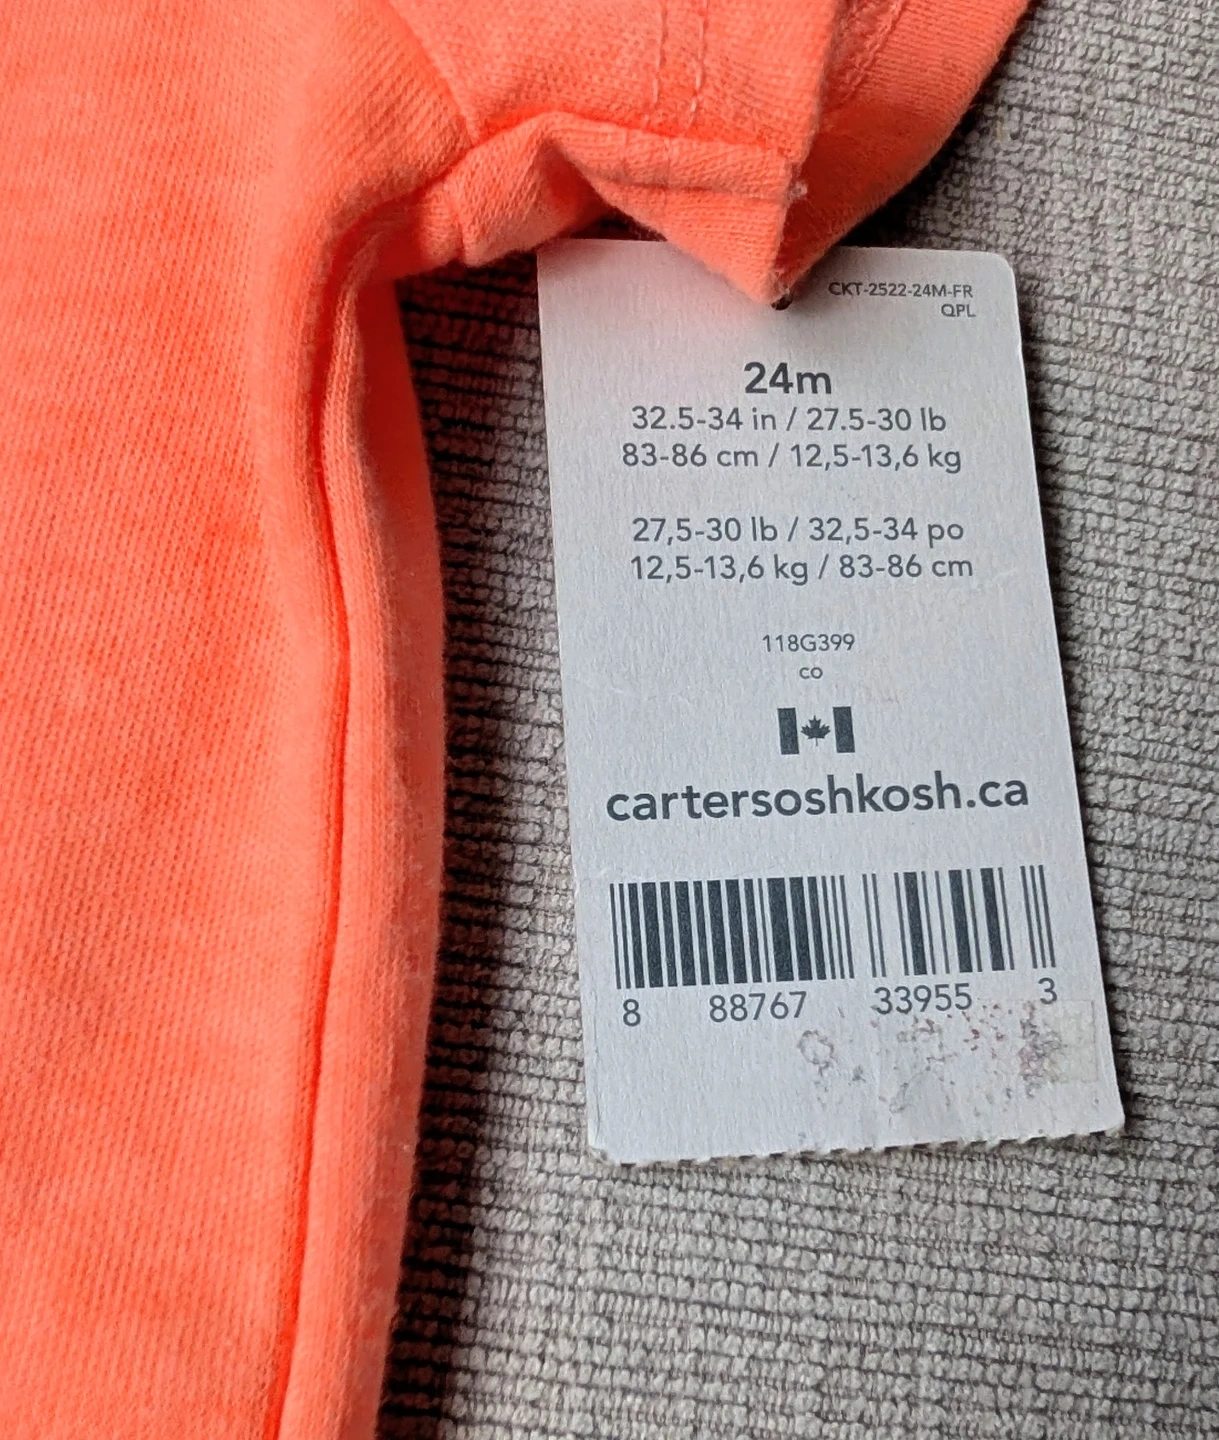 CKT-2522-24M-FR
QPL
24m
32.5-34 in / 27.5-30 lb
83-86 cm / 12,5-13,6 kg
27,5-30 lb / 32,5-34 po
12,5-13,6 kg / 83-86 cm
118G399
CO
cartersoshkosh.ca
8 88767 33955 3